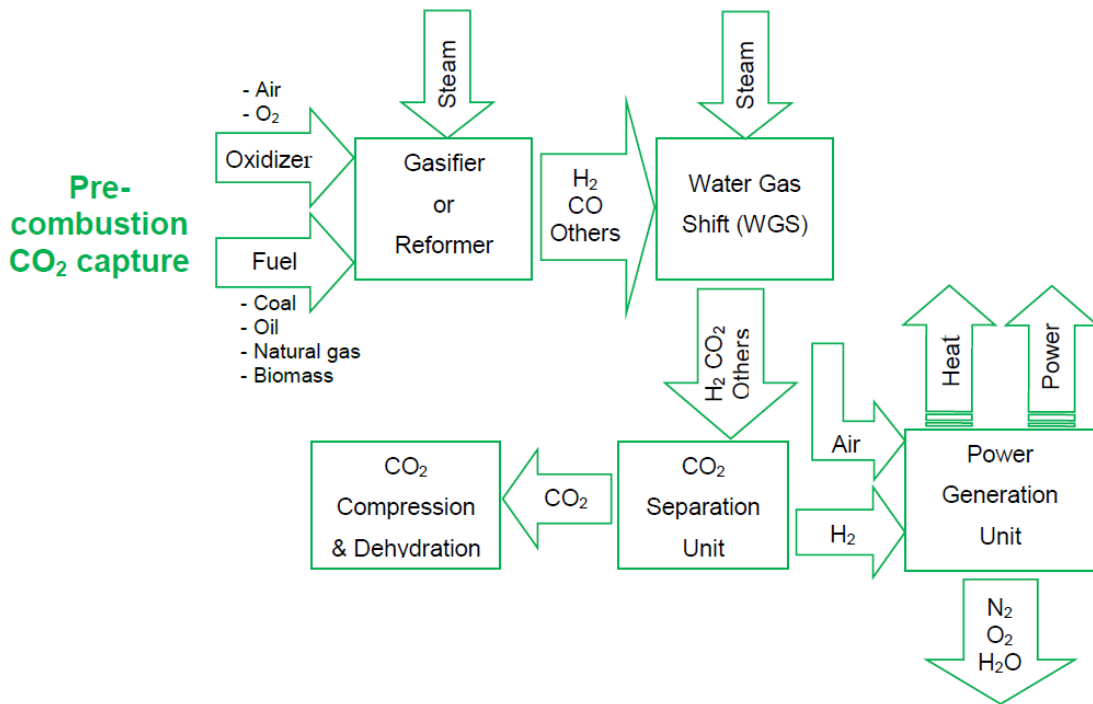 Pre-
combustion
CO₂ capture
- Air
- O₂
Oxidizer
Fuel
- Coal
- Oil
- Natural gas
- Biomass
Steam
Gasifier
or
Reformer
H₂
CO
Others
Steam
Water Gas
Shift (WGS)
H₂ CO₂
Others
CO₂
Separation
Unit
CO₂
CO₂
Compression
& Dehydration
H₂
Air
Heat
Power
Power
Generation
Unit
N₂
O₂
H₂O